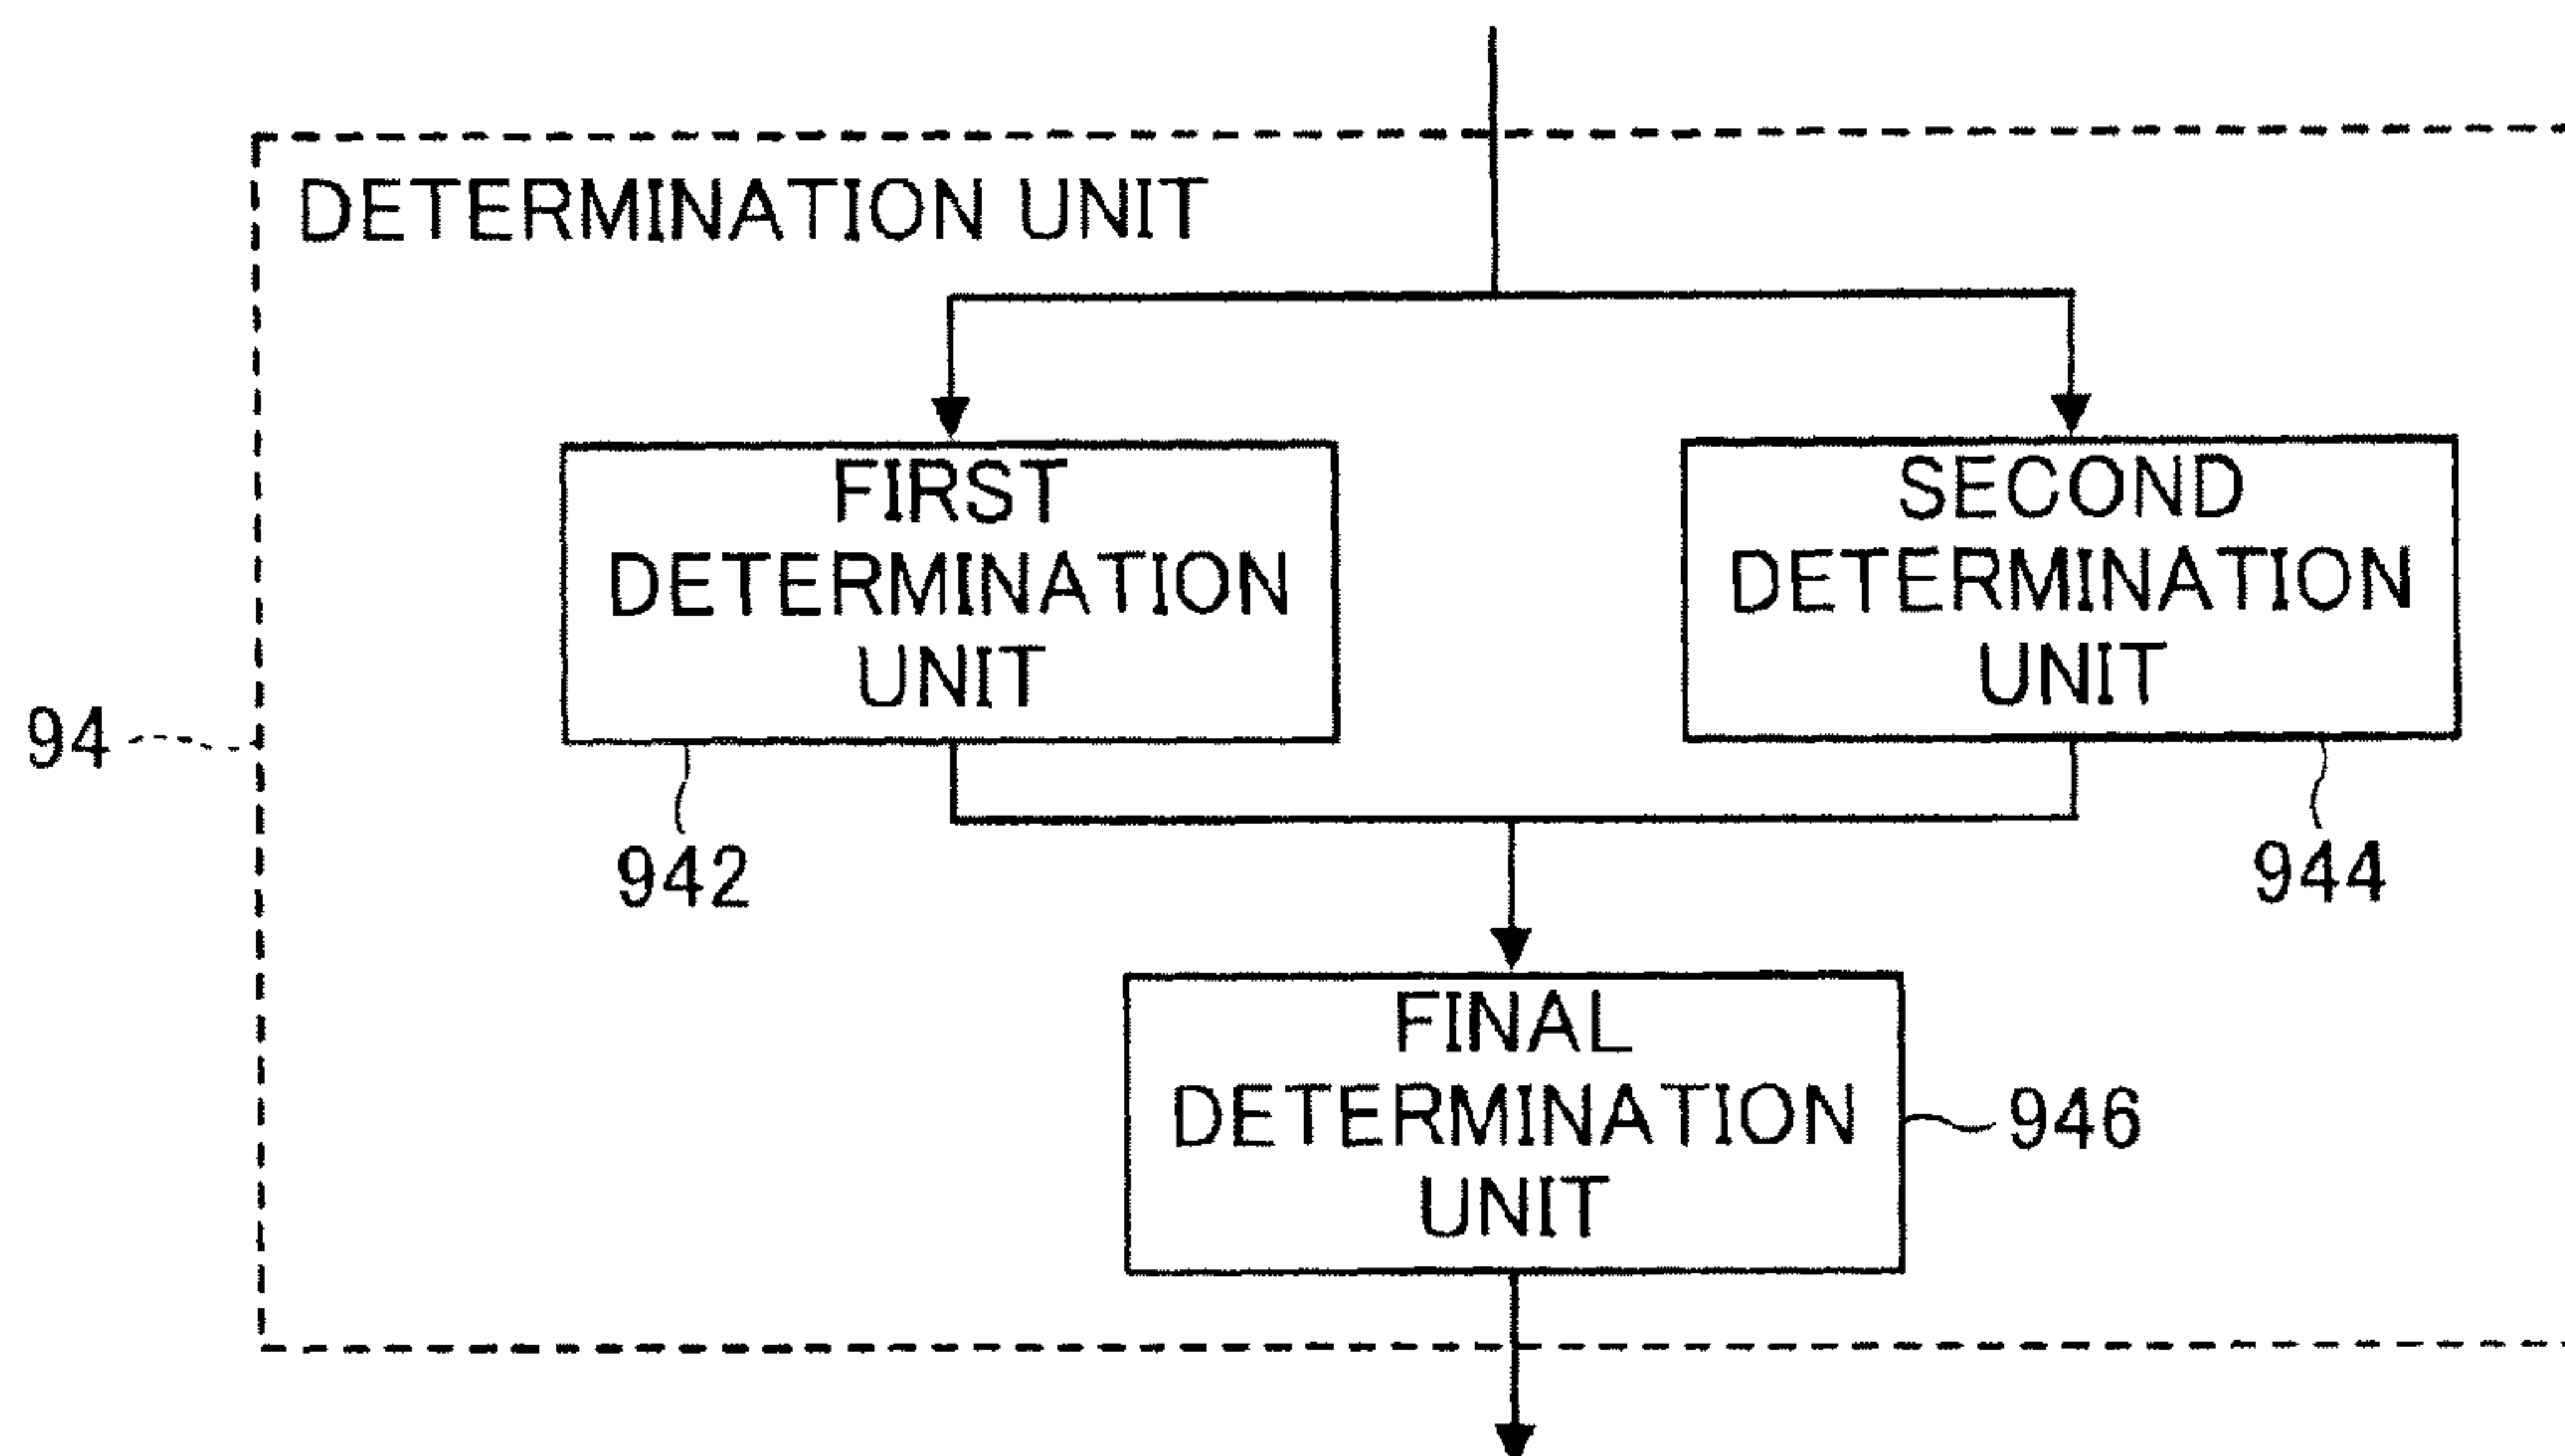 DETERMINATION UNIT
FIRST
DETERMINATION
UNIT
SECOND
DETERMINATION
UNIT
94
942
944
FINAL
DETERMINATION
UNIT
946